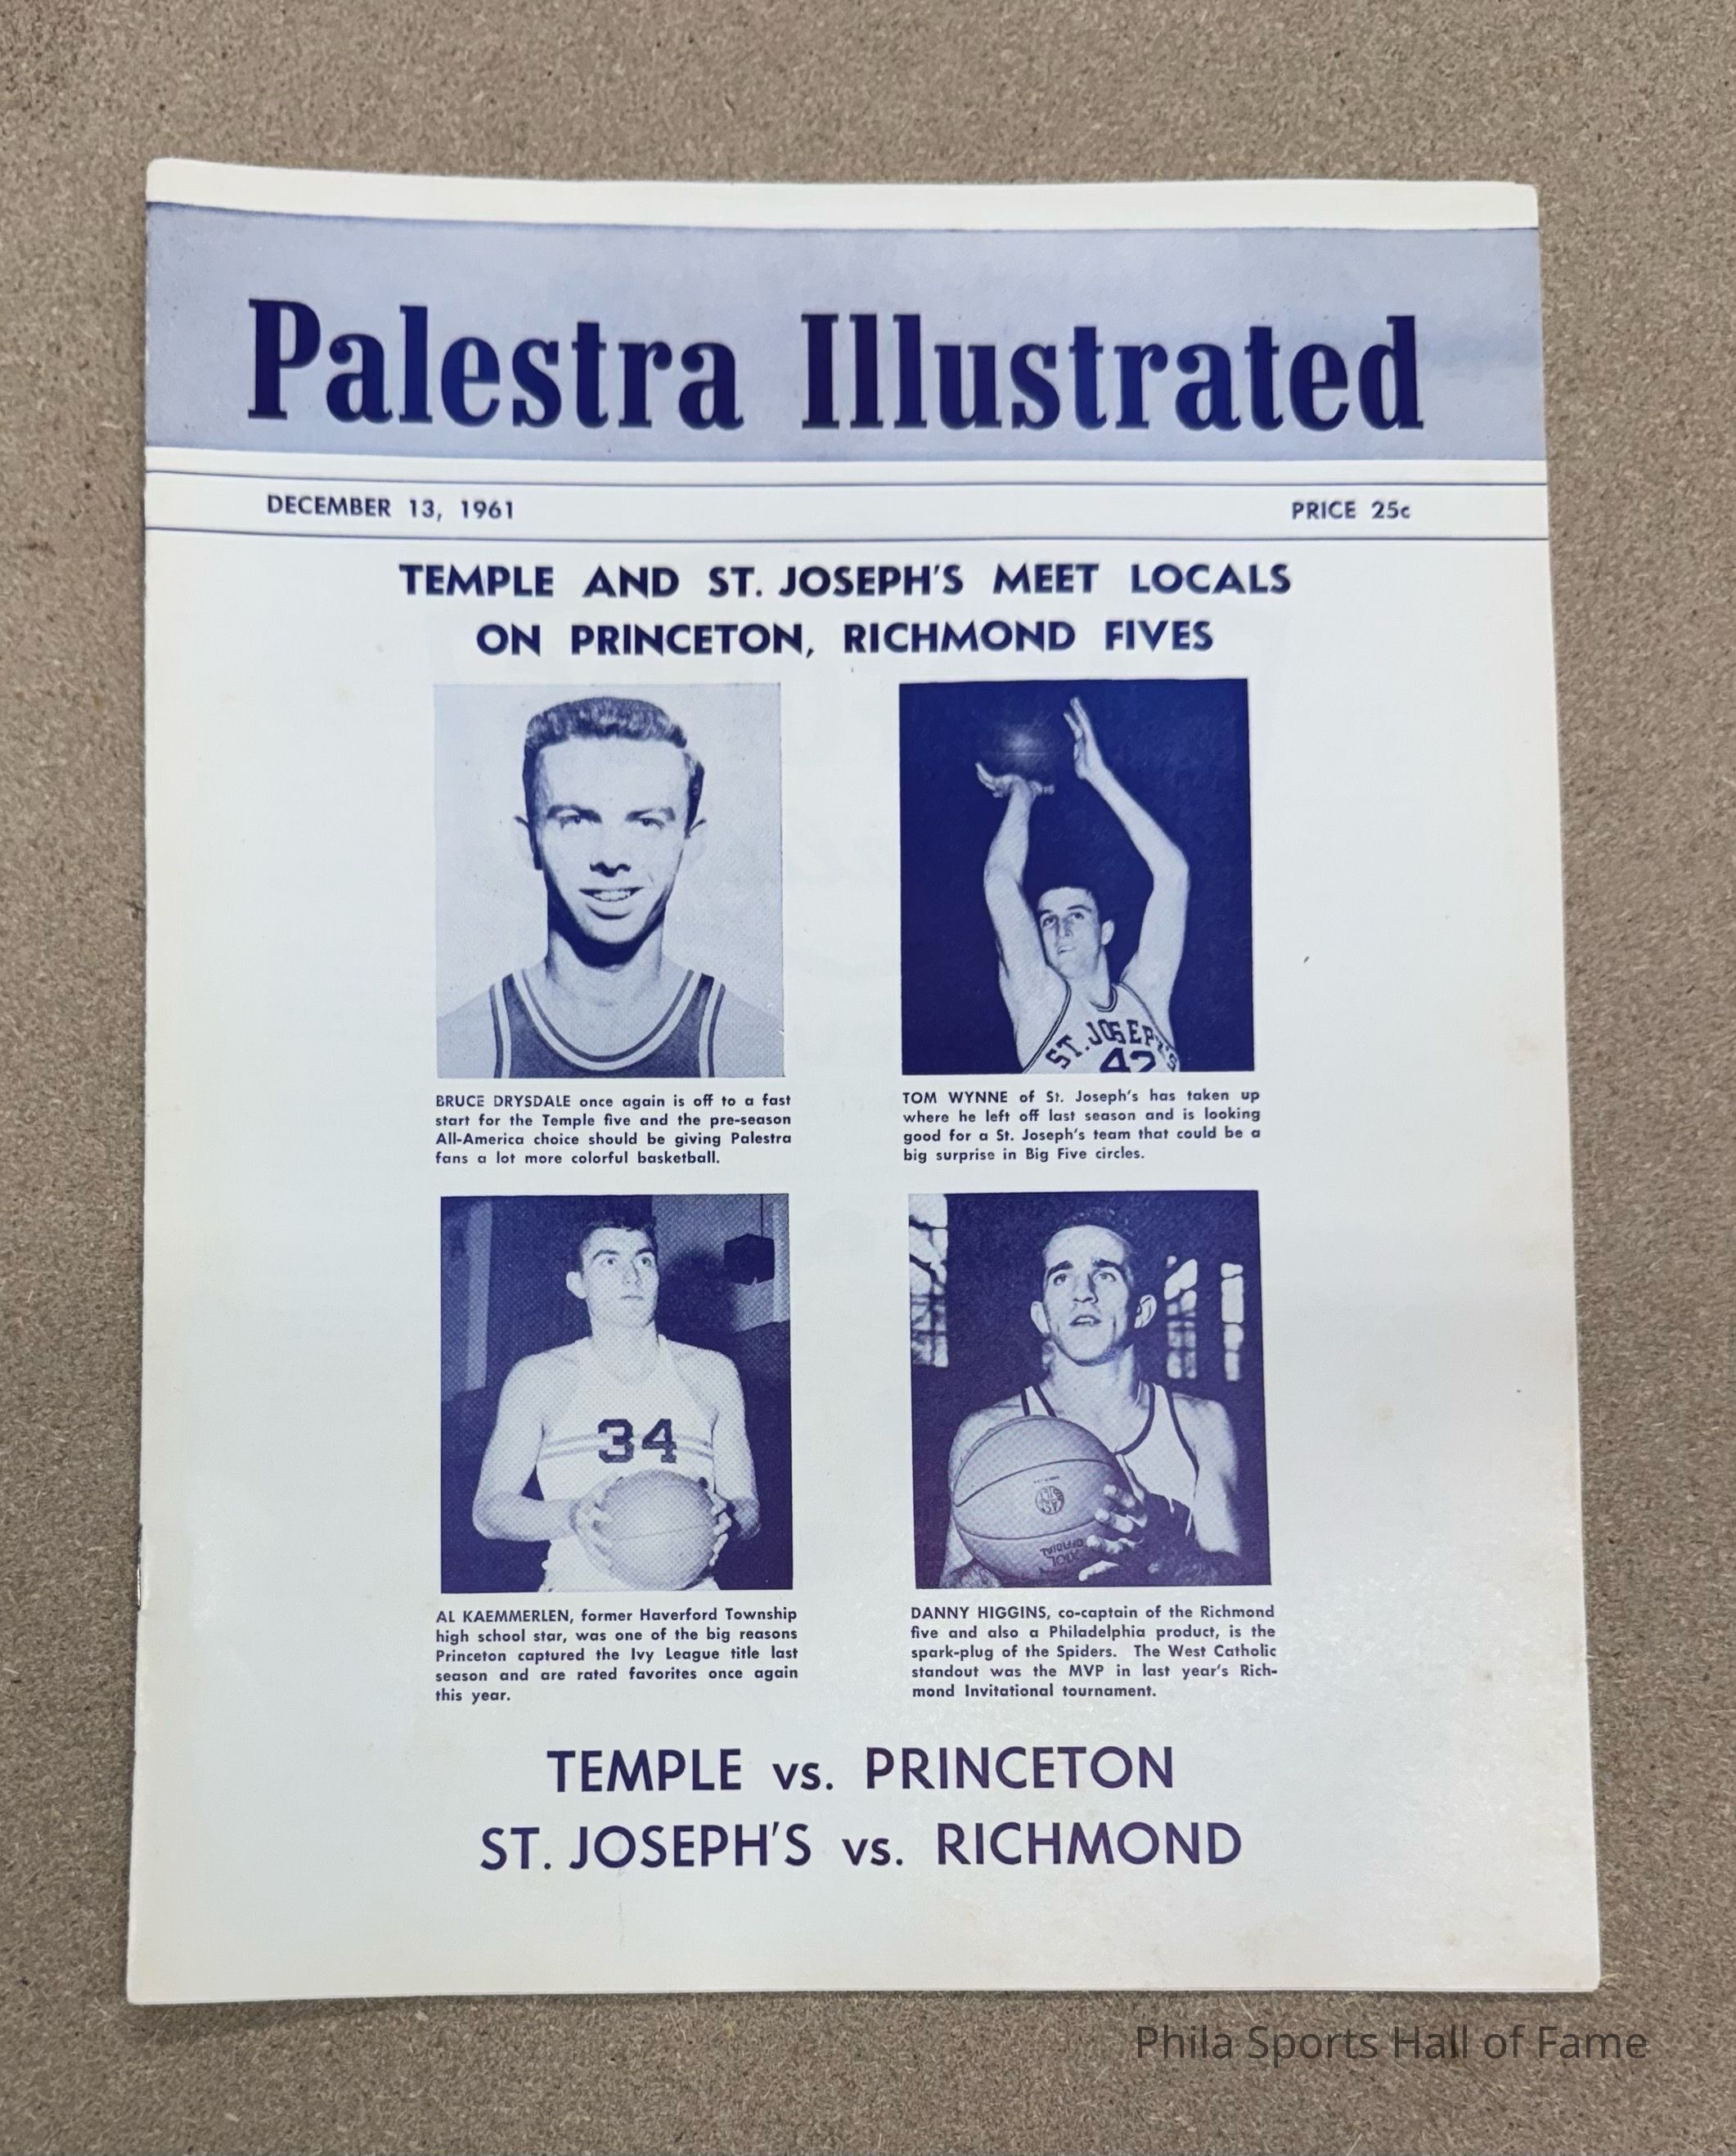 Palestra Illustrated
DECEMBER 13, 1961
PRICE 25c
TEMPLE AND ST. JOSEPH'S MEET LOCALS
ON PRINCETON, RICHMOND FIVES
ST. JOSEPH'S
42
BRUCE DRYSDALE once again is off to a fast
start for the Temple five and the pre-season
All-America choice should be giving Palestra
fans a lot more colorful basketball.
TOM WYNNE of St. Joseph's has taken up
where he left off last season and is looking
good for a St. Joseph's team that could be a
big surprise in Big Five circles.
34
OFFICIAL
AL KAEMMERLEN, former Haverford Township
high school star, was one of the big reasons
Princeton captured the Ivy League title last
season and are rated favorites once again
this year.
DANNY HIGGINS, co-captain of the Richmond
five and also a Philadelphia product, is the
spark-plug of the Spiders. The West Catholic
standout was the MVP in last year's Rich-
mond Invitational tournament.
TEMPLE vs. PRINCETON
ST. JOSEPH'S vs. RICHMOND
Phila Sports Hall of Fame